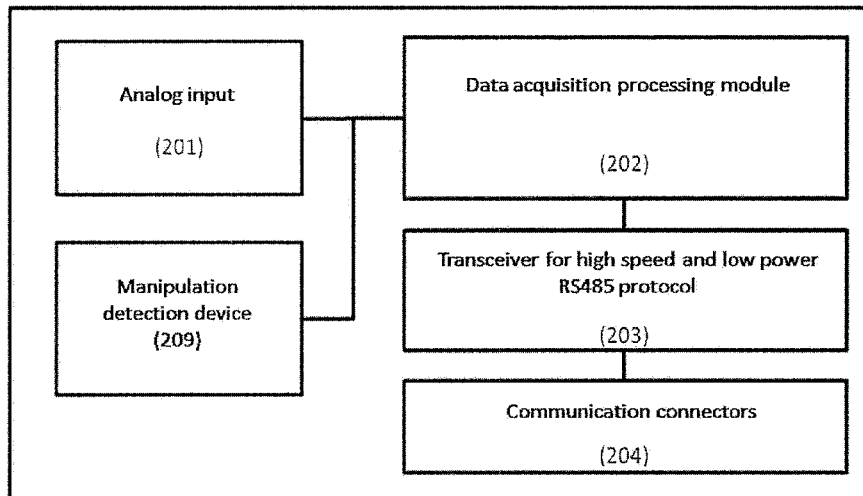 Analog input
(201)
Data acquisition processing module
(202)
Manipulation
detection device
(209)
Transceiver for high speed and low power
RS485 protocol
(203)
Communication connectors
(204)